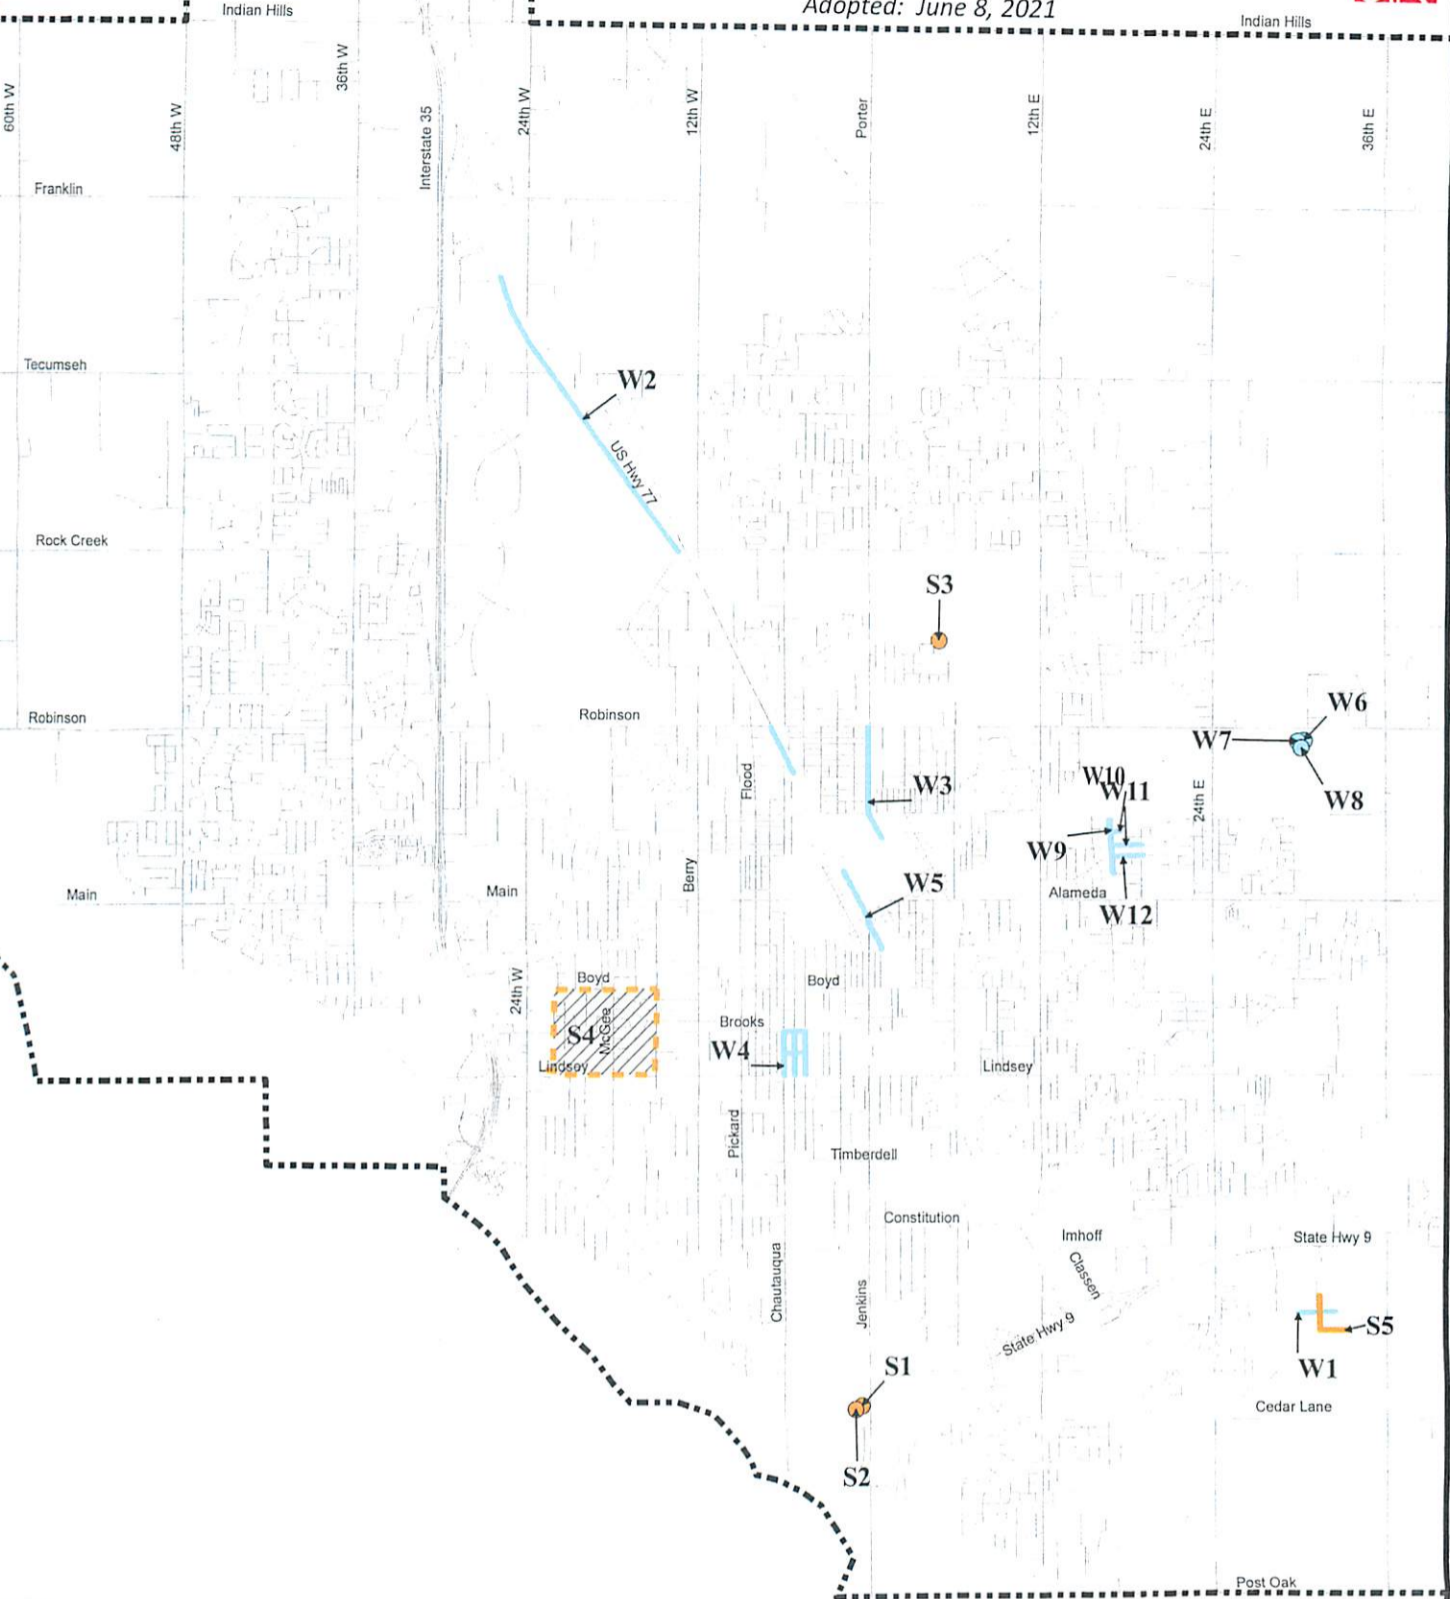 Adopted: June 8, 2021
Indian Hills
Indian Hills
60th W
48th W
36th W
Interstate 35
24th W
12th W
Porter
12th E
24th E
36th E
Franklin
Tecumseh
W2
US Hwy 77
Rock Creek
S3
Robinson
Robinson
W6
W7
W8
Flood
W3
W10
W11
24th E
W9
Berry
Main
Main
W5
Alameda
W12
24th W
Boyd
Boyd
S4
McGee
Brooks
W4
Lindsey
Lindsey
Pickard
Timberdell
Constitution
Imhoff
State Hwy 9
Classen
Chautauqua
Jenkins
State Hwy 9
S5
W1
S1
Cedar Lane
S2
Post Oak